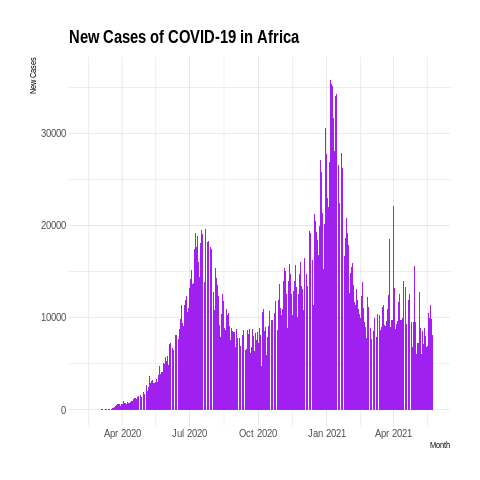 New Cases of COVID-19 in Africa
New Cases
30000
20000
10000
0
Apr 2020 Jul 2020 Oct 2020 Jan 2021 Apr 2021
Month